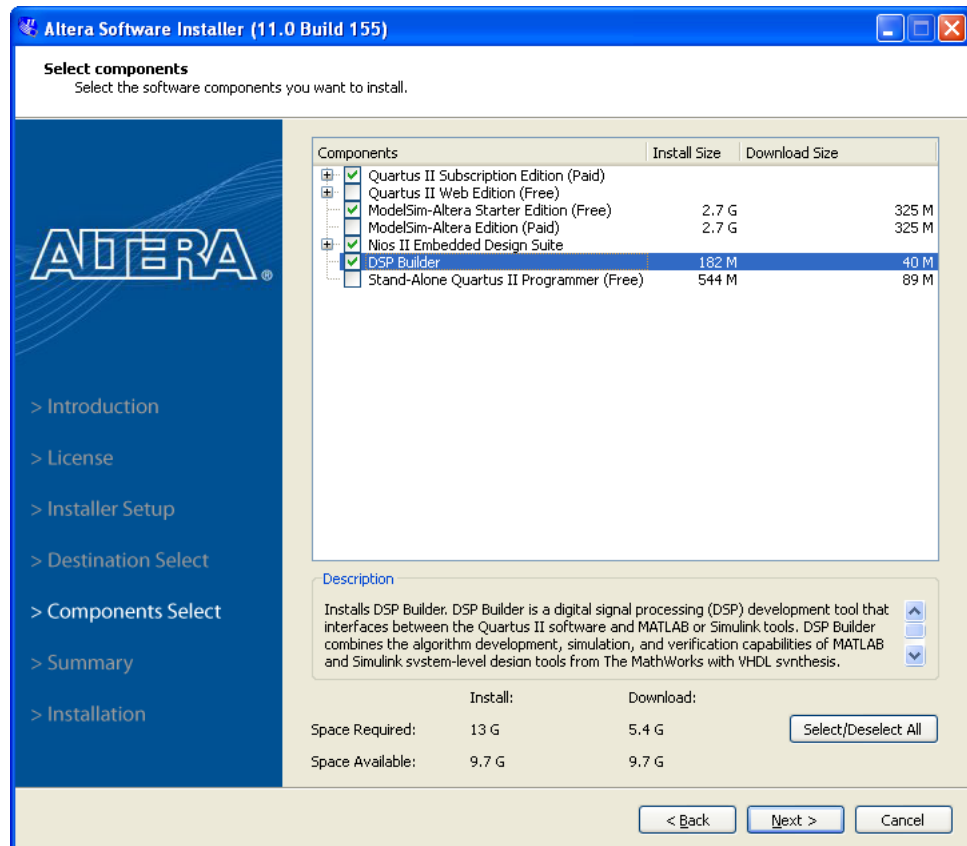 Altera Software Installer (11.0 Build 155)
Select components
Select the software components you want to install.
ALTERA®
> Introduction
> License
> Installer Setup
> Destination Select
> Components Select
> Summary
> Installation
Components Install Size Download Size
Quartus II Subscription Edition (Paid)
Quartus II Web Edition (Free)
ModelSim-Altera Starter Edition (Free) 2.7 G 325 M
ModelSim-Altera Edition (Paid) 2.7 G 325 M
Nios II Embedded Design Suite
DSP Builder 182 M 40 M
Stand-Alone Quartus II Programmer (Free) 544 M 89 M
Description
Installs DSP Builder. DSP Builder is a digital signal processing (DSP) development tool that
interfaces between the Quartus II software and MATLAB or Simulink tools. DSP Builder
combines the algorithm development, simulation, and verification capabilities of MATLAB
and Simulink system-level design tools from The MathWorks with VHDL synthesis.
Install: Download:
Space Required: 13 G 5.4 G
Select/Deselect All
Space Available: 9.7 G 9.7 G
< Back Next > Cancel